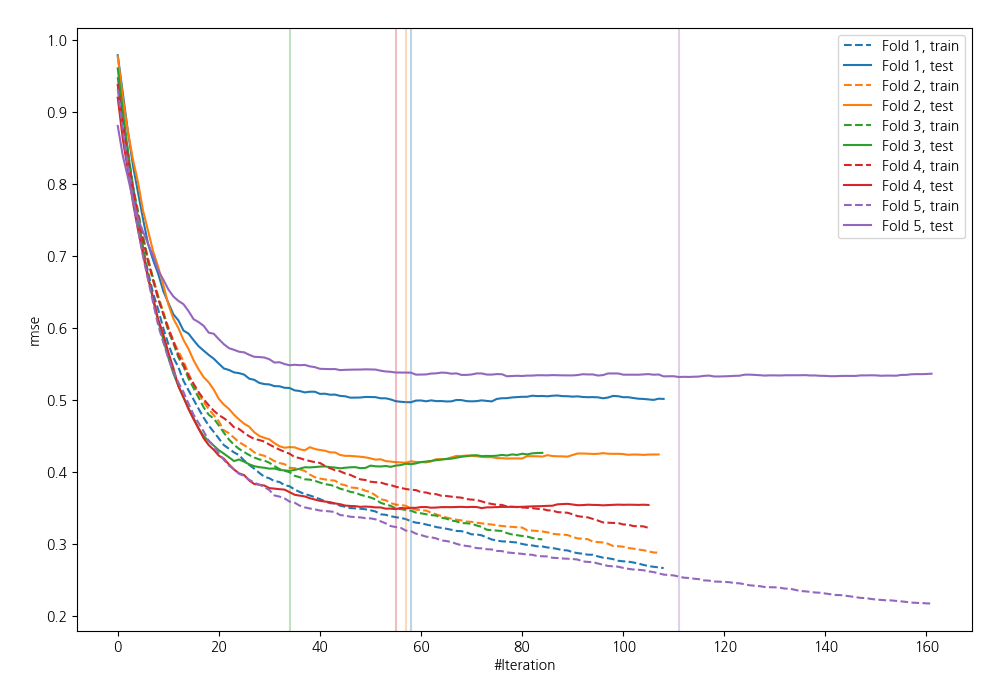 1.0
0.9
0.8
0.7
0.6
0.5
0.4
0.3
0.2
rmse
0 20 40 60 80 100 120 140 160
#Iteration
Fold 1, train
Fold 1, test
Fold 2, train
Fold 2, test
Fold 3, train
Fold 3, test
Fold 4, train
Fold 4, test
Fold 5, train
Fold 5, test